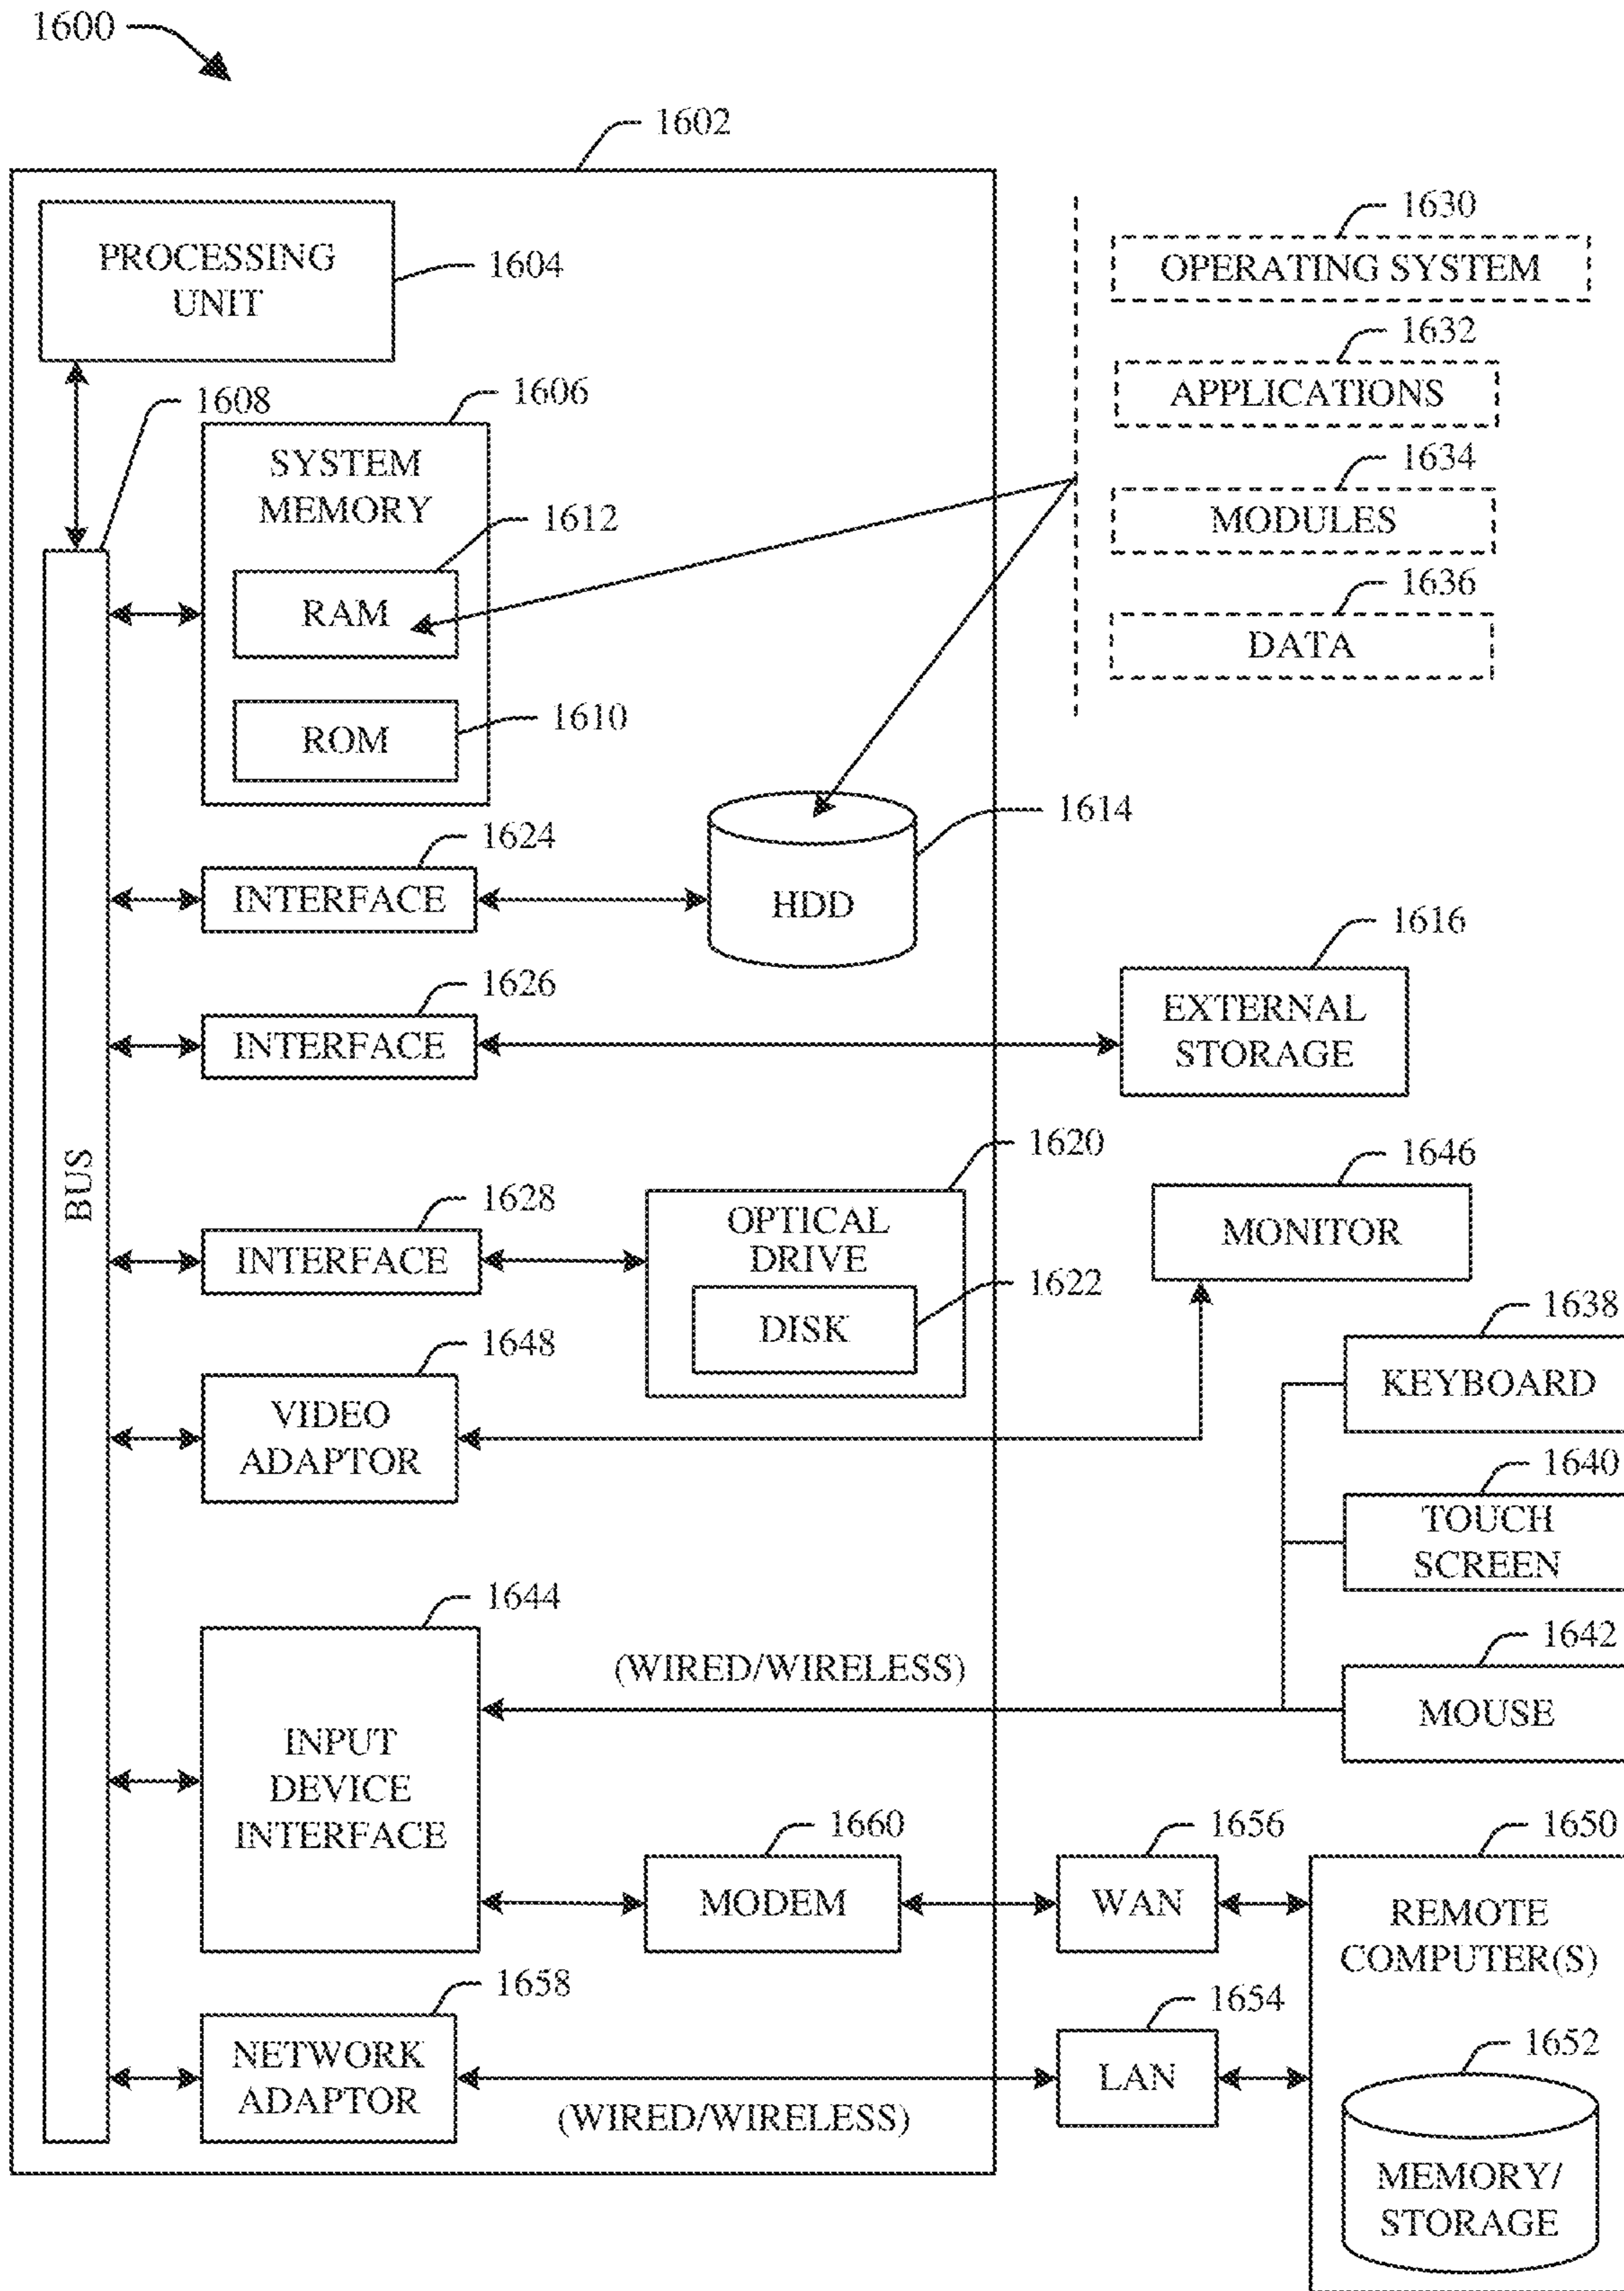 1600
1602
PROCESSING
UNIT
1604
1630
OPERATING SYSTEM
1632
APPLICATIONS
1634
MODULES
1636
DATA
1608
1606
SYSTEM
MEMORY
1612
RAM
1610
ROM
1614
HDD
1624
INTERFACE
1616
EXTERNAL
STORAGE
1626
INTERFACE
BUS
1620
OPTICAL
DRIVE
1622
DISK
1628
INTERFACE
1646
MONITOR
1648
VIDEO
ADAPTOR
1638
KEYBOARD
1640
TOUCH
SCREEN
1642
MOUSE
1644
(WIRED/WIRELESS)
INPUT
DEVICE
INTERFACE
1660
MODEM
1656
WAN
1650
REMOTE
COMPUTER(S)
1658
NETWORK
ADAPTOR
(WIRED/WIRELESS)
1654
LAN
1652
MEMORY/
STORAGE